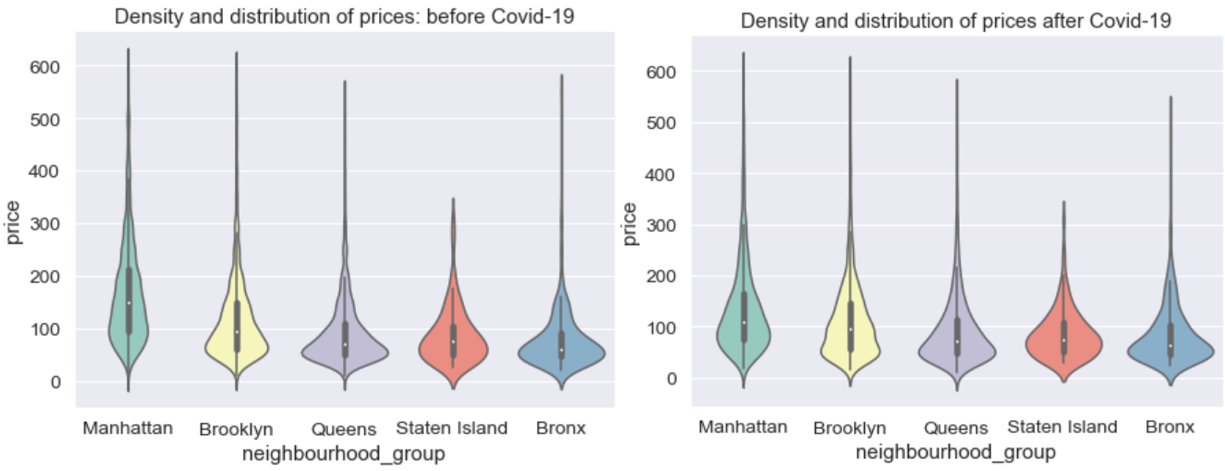 Density and distribution of prices: before Covid-19
price
600
500
400
300
200
100
0
Manhattan Brooklyn Queens Staten Island Bronx
neighbourhood_group
Density and distribution of prices after Covid-19
price
600
500
400
300
200
100
0
Manhattan Brooklyn Queens Staten Island Bronx
neighbourhood_group